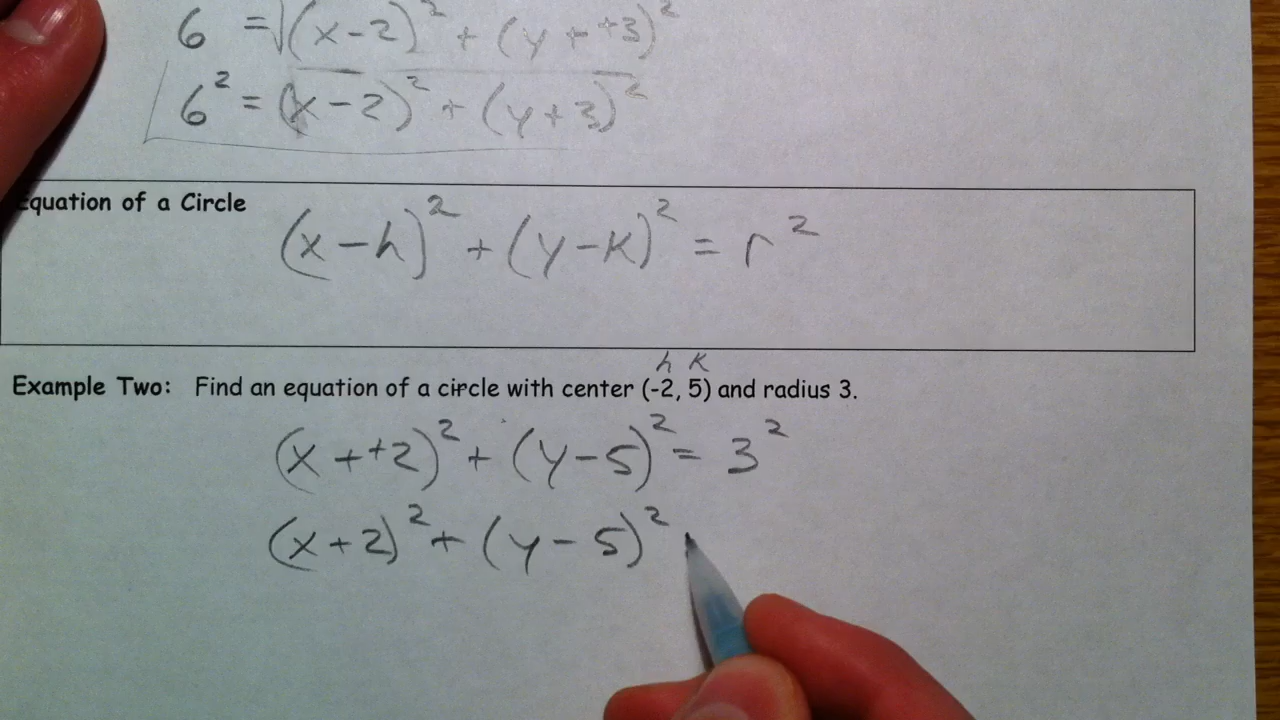 6 = √(x-2)² + (y + +3)²
6² = (x-2)² + (y+3)²
Equation of a Circle (x-h)² + (y-k)² = r²
h k
Example Two: Find an equation of a circle with center (-2, 5) and radius 3.
(x + +2)² + (y-5)² = 3²
(x+2)² + (y-5)²